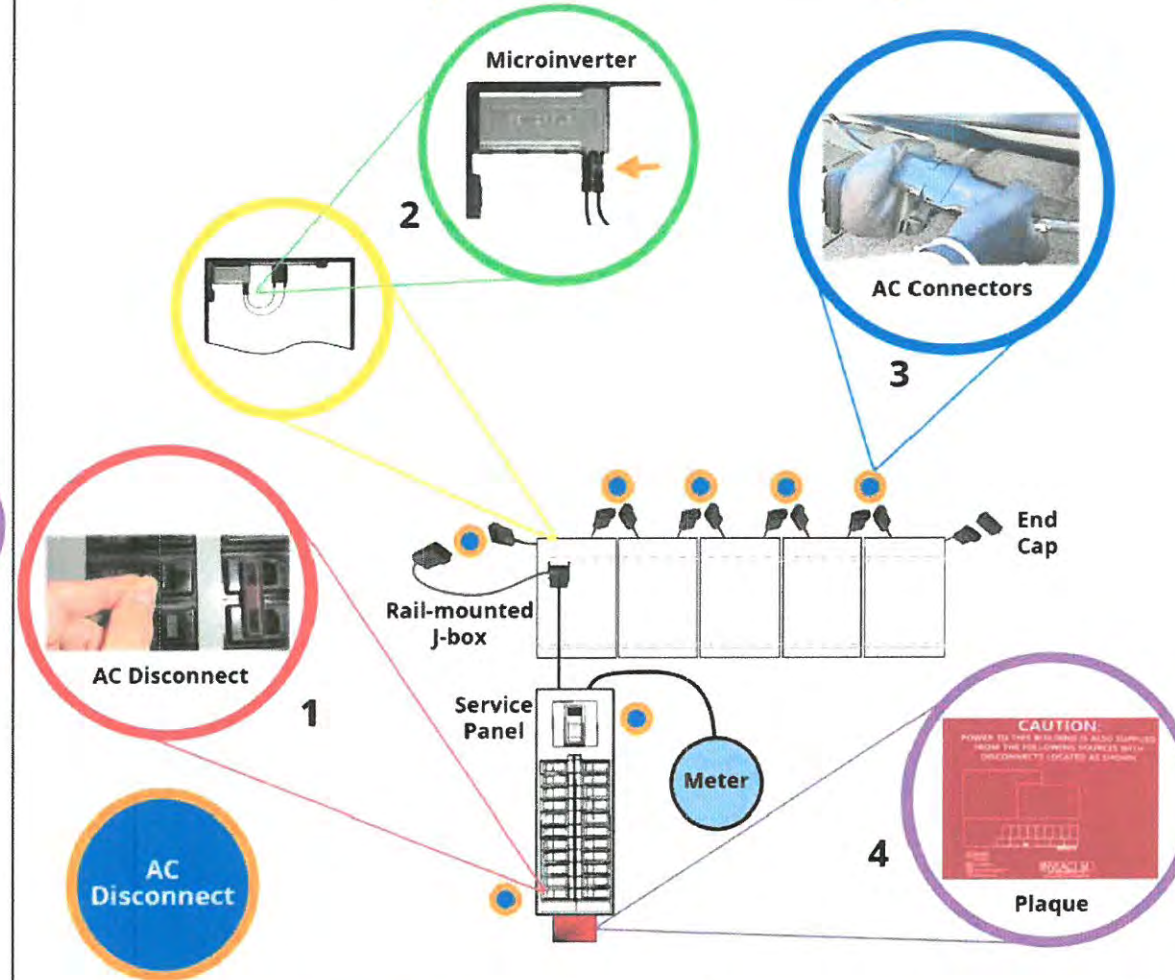 Microinverter
2
AC Connectors
3
End
Cap
Rail-mounted
J-box
AC Disconnect
1
Service
Panel
Meter
AC
Disconnect
CAUTION:
POWER TO THIS BUILDING IS ALSO SUPPLIED
FROM THE FOLLOWING SOURCES WITH
DISCONNECTS LOCATED AS SHOWN
4
Plaque